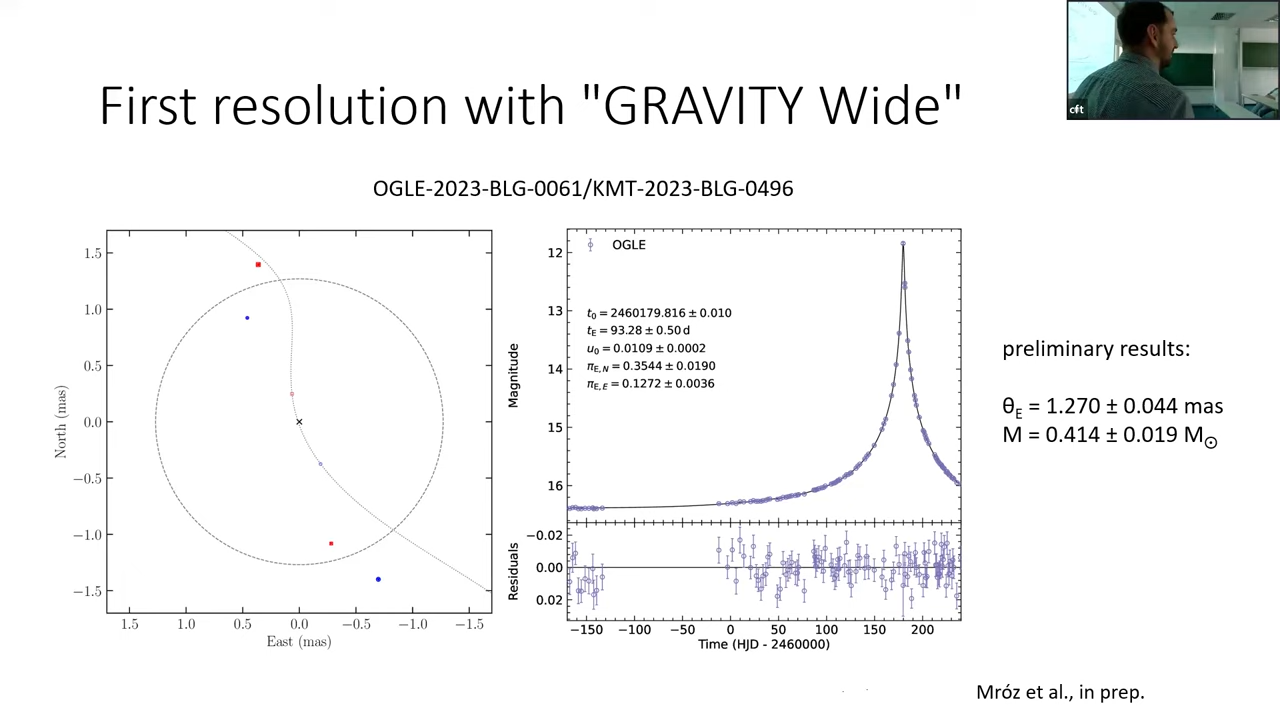 First resolution with "GRAVITY Wide"
cft
OGLE-2023-BLG-0061/KMT-2023-BLG-0496
1.5
1.0
0.5
0.0
−0.5
−1.0
−1.5
North (mas)
1.5 1.0 0.5 0.0 −0.5 −1.0 −1.5
East (mas)
OGLE
t₀ = 2460179.816 ± 0.010
t_E = 93.28 ± 0.50 d
u₀ = 0.0109 ± 0.0002
π_E,N = 0.3544 ± 0.0190
π_E,E = 0.1272 ± 0.0036
12
13
14
15
16
Magnitude
−0.02
0.00
0.02
Residuals
−150 −100 −50 0 50 100 150 200
Time (HJD - 2460000)
preliminary results:
θ_E = 1.270 ± 0.044 mas
M = 0.414 ± 0.019 M⊙
Mróz et al., in prep.